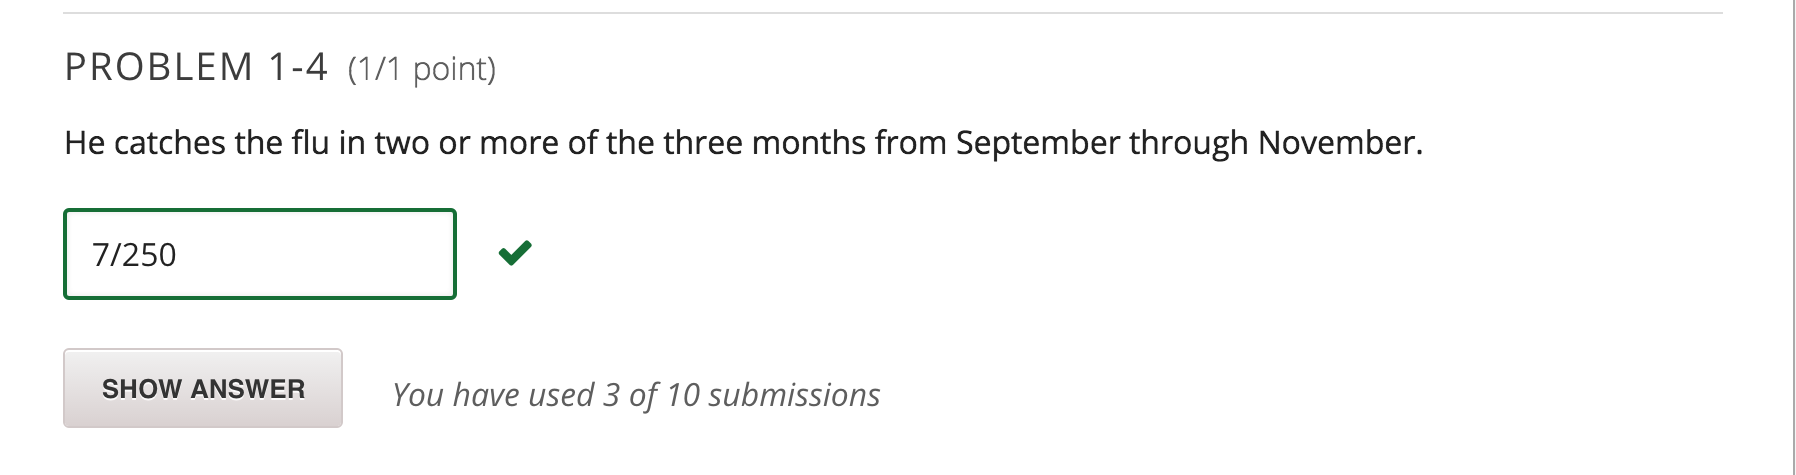 PROBLEM 1-4 (1/1 point)
He catches the flu in two or more of the three months from September through November.
7/250
SHOW ANSWER
You have used 3 of 10 submissions